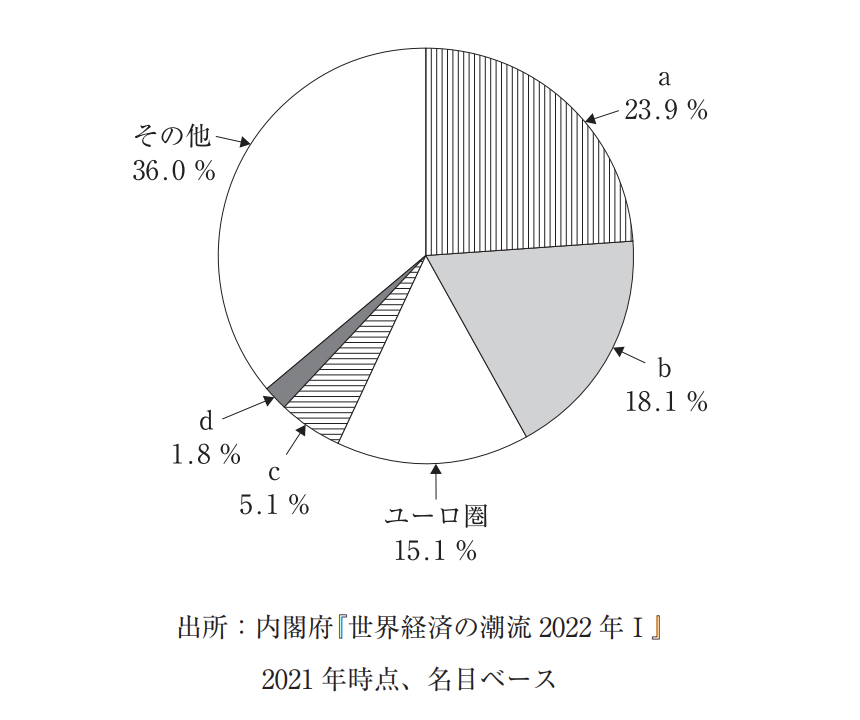 a
23.9 %
その他
36.0 %
b
18.1 %
d
1.8 %
c
5.1 %
ユーロ圏
15.1 %
出所：内閣府『世界経済の潮流 2022 年 I 』
2021 年時点、名目ベース